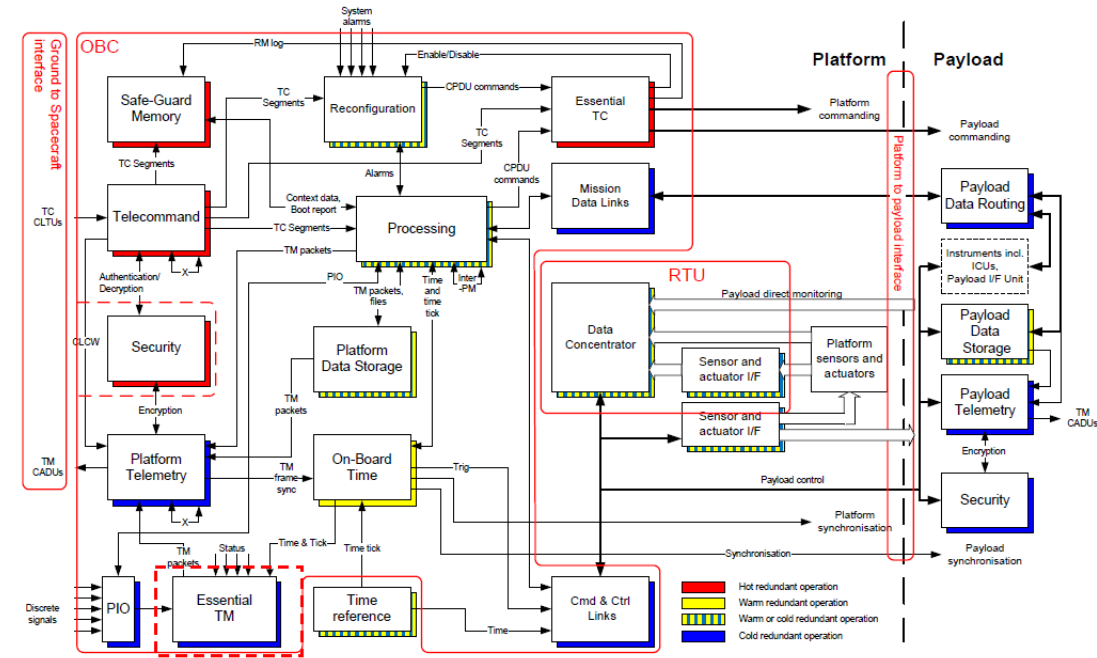 System
alarms
Ground to Spacecraft
interface
OBC
RM log
Enable/Disable
Platform
Payload
Safe-Guard
Memory
TC
Segments
Reconfiguration
CPDU commands
Essential
TC
Platform
commanding
Payload
commanding
TC Segments
Alarms
TC
Segments
CPDU
commands
Mission
Data Links
Platform to payload interface
Payload
Data Routing
TC
CLTUs
Telecommand
Context data,
Boot report
TC Segments
Processing
TM packets
Authentication/
Decryption
X
PIO
TM packets,
files
Time
and
time
tick
Inter
-PM
RTU
Instruments incl.
ICUs,
Payload I/F Unit
Payload direct monitoring
CLCW
Security
Platform
Data Storage
Data
Concentrator
Sensor and
actuator I/F
Platform
sensors and
actuators
Payload
Data
Storage
Encryption
TM
packets
Sensor and
actuator I/F
Payload
Telemetry
TM
CADUs
TM
CADUs
Platform
Telemetry
TM
frame
sync
On-Board
Time
Trig
Payload control
Encryption
Security
X
Platform
synchronisation
TM
packets
Status
Time & Tick
Time tick
Synchronisation
Payload
synchronisation
Discrete
signals
PIO
Essential
TM
Time
reference
Time
Cmd & Ctrl
Links
Hot redundant operation
Warm redundant operation
Warm or cold redundant operation
Cold redundant operation